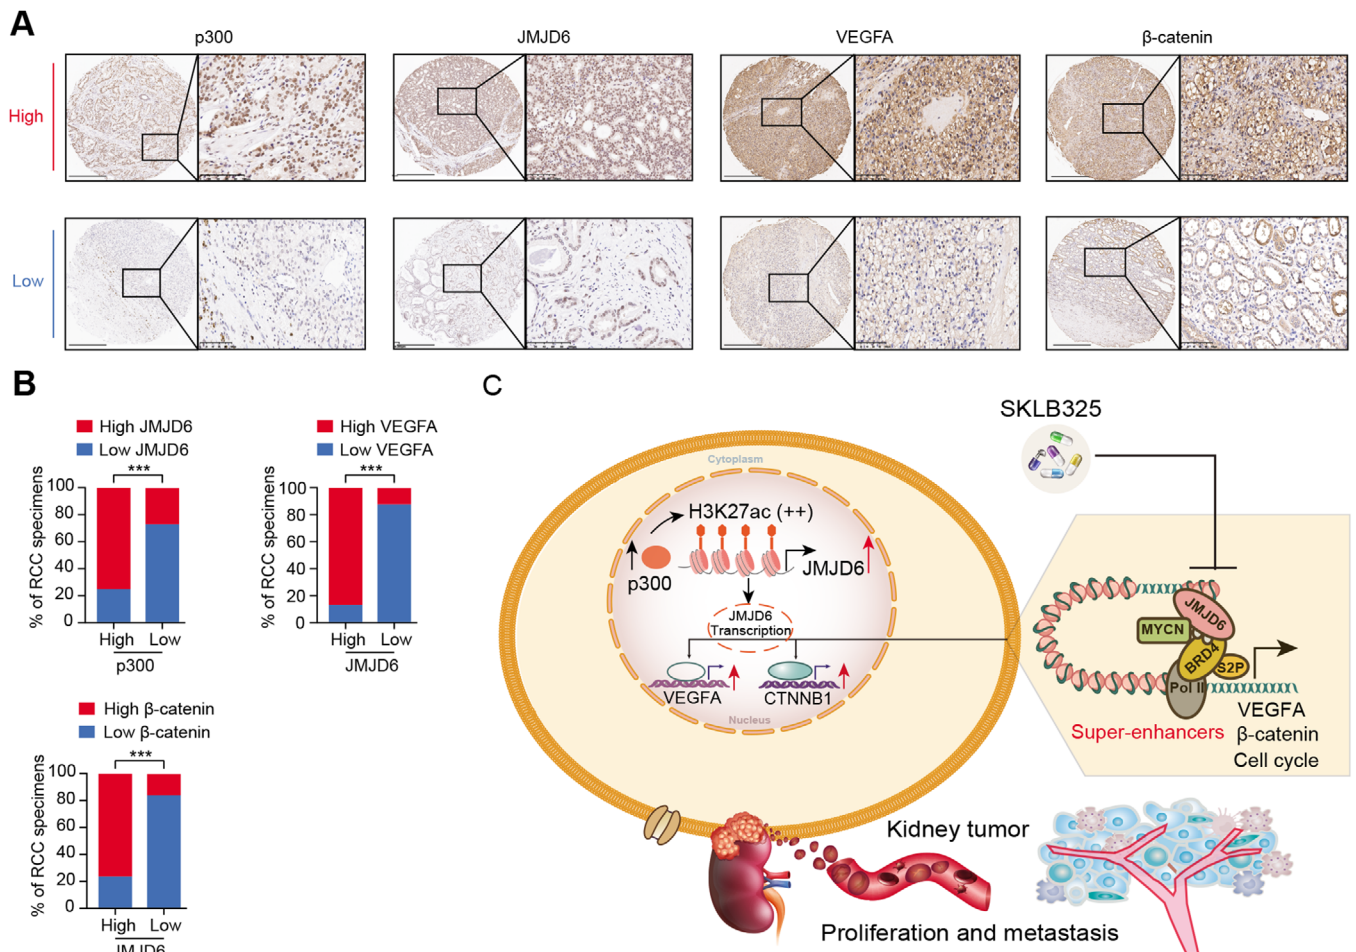 A
p300
JMJD6
VEGFA
β-catenin
High
Low
B
High JMJD6
Low JMJD6
***
% of RCC specimens
100
80
60
40
20
0
High Low
p300
High VEGFA
Low VEGFA
***
% of RCC specimens
100
80
60
40
20
0
High Low
JMJD6
High β-catenin
Low β-catenin
***
% of RCC specimens
100
80
60
40
20
0
High Low
JMJD6
C
SKLB325
Cytoplasm
H3K27ac (++)
p300
JMJD6
JMJD6
Transcription
VEGFA
CTNNB1
Nucleus
JMJD6
MYCN
BRD4
S2P
Pol II
Super-enhancers
VEGFA
β-catenin
Cell cycle
Kidney tumor
Proliferation and metastasis